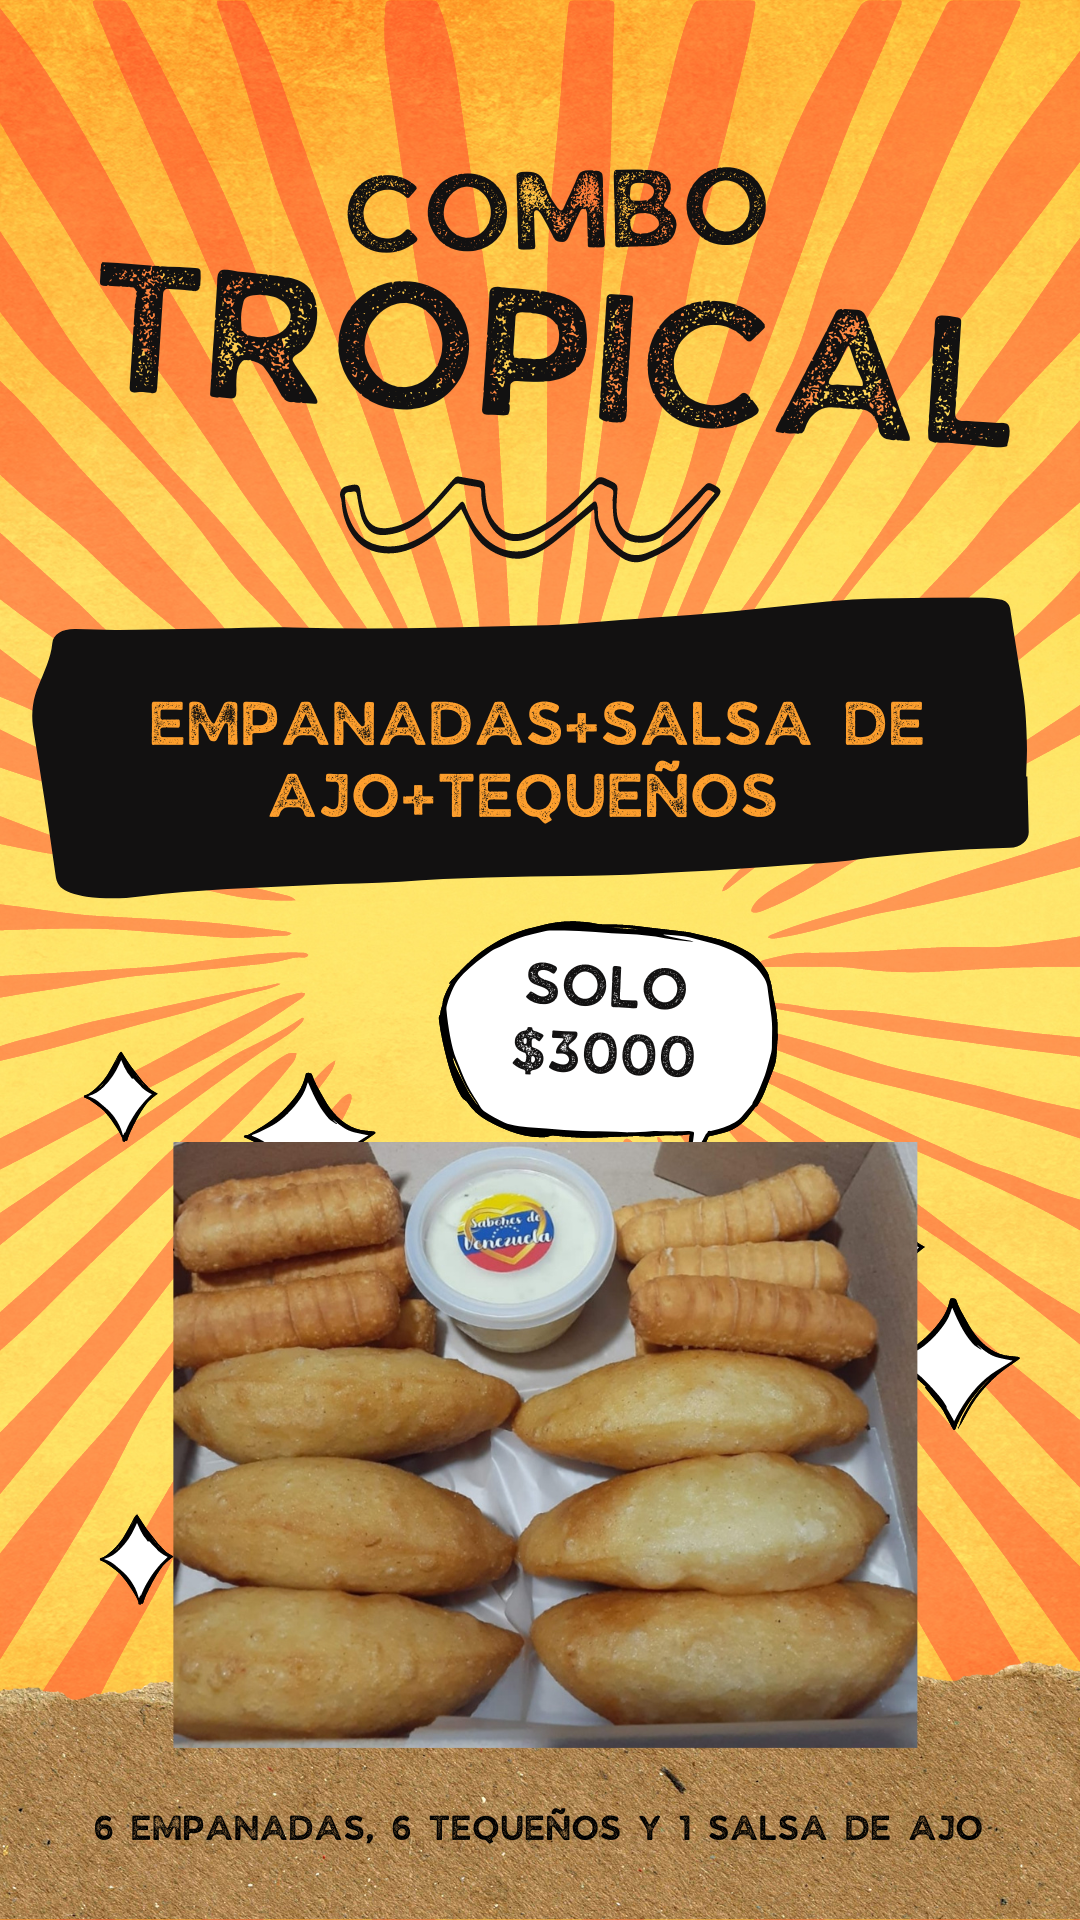 COMBO
TROPICAL
EMPANADAS+SALSA DE
AJO+TEQUEÑOS
SOLO
$3000
Sabores de
Venezuela
6 EMPANADAS, 6 TEQUEÑOS Y 1 SALSA DE AJO